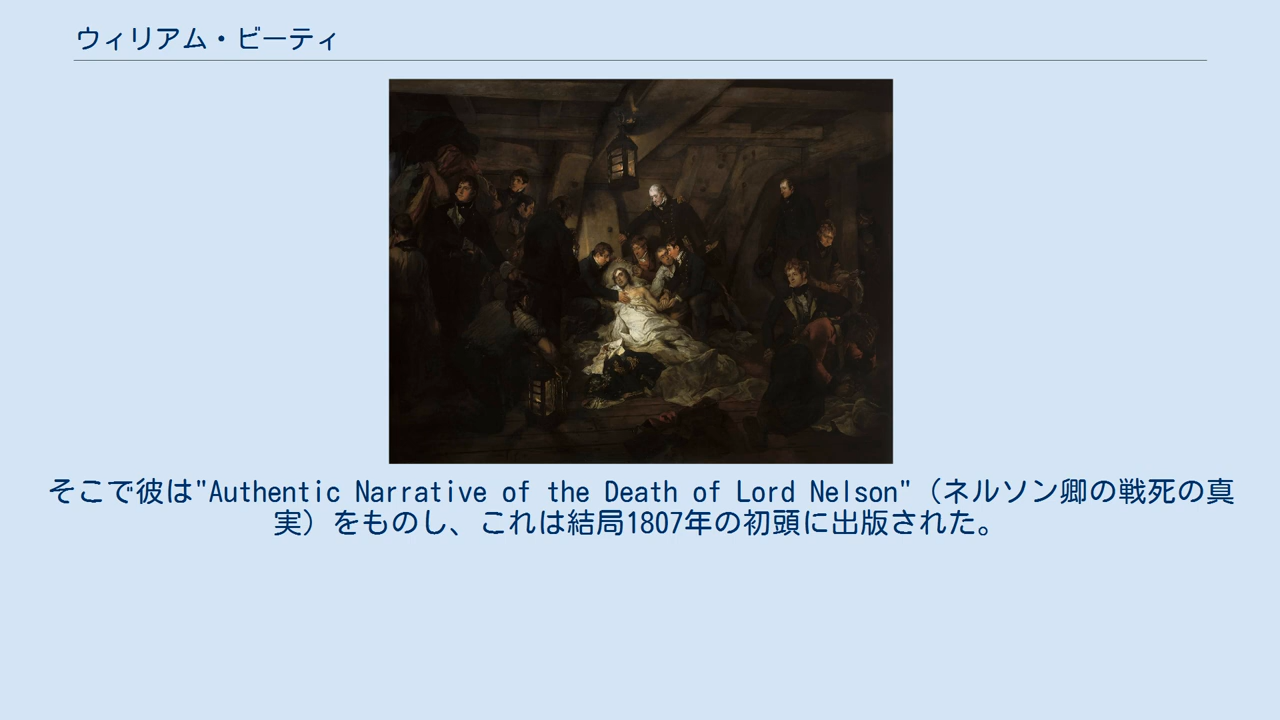 ウィリアム・ビーティ
そこで彼は"Authentic Narrative of the Death of Lord Nelson"（ネルソン卿の戦死の真
実）をものし、これは結局1807年の初頭に出版された。